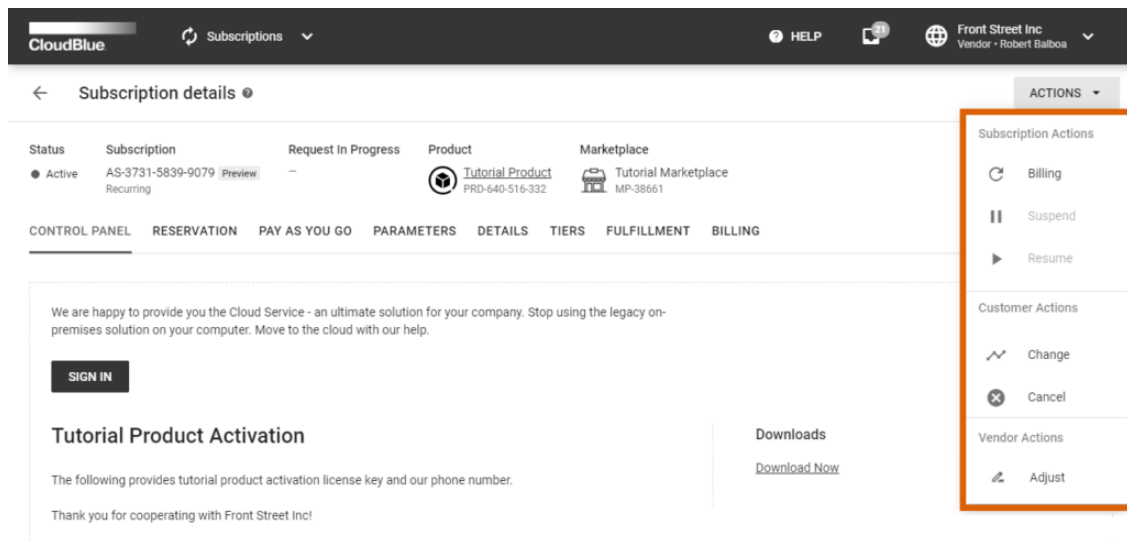 CloudBlue
Subscriptions
HELP
21
Front Street Inc
Vendor • Robert Balboa
Subscription details
ACTIONS
Status
Subscription
Request In Progress
Product
Marketplace
Active
AS-3731-5839-9079 Preview
Recurring
–
Tutorial Product
PRD-640-516-332
Tutorial Marketplace
MP-38661
CONTROL PANEL RESERVATION PAY AS YOU GO PARAMETERS DETAILS TIERS FULFILLMENT BILLING
Subscription Actions
Billing
Suspend
Resume
Customer Actions
Change
Cancel
Vendor Actions
Adjust
We are happy to provide you the Cloud Service - an ultimate solution for your company. Stop using the legacy on-
premises solution on your computer. Move to the cloud with our help.
SIGN IN
Tutorial Product Activation
The following provides tutorial product activation license key and our phone number.
Thank you for cooperating with Front Street Inc!
Downloads
Download Now